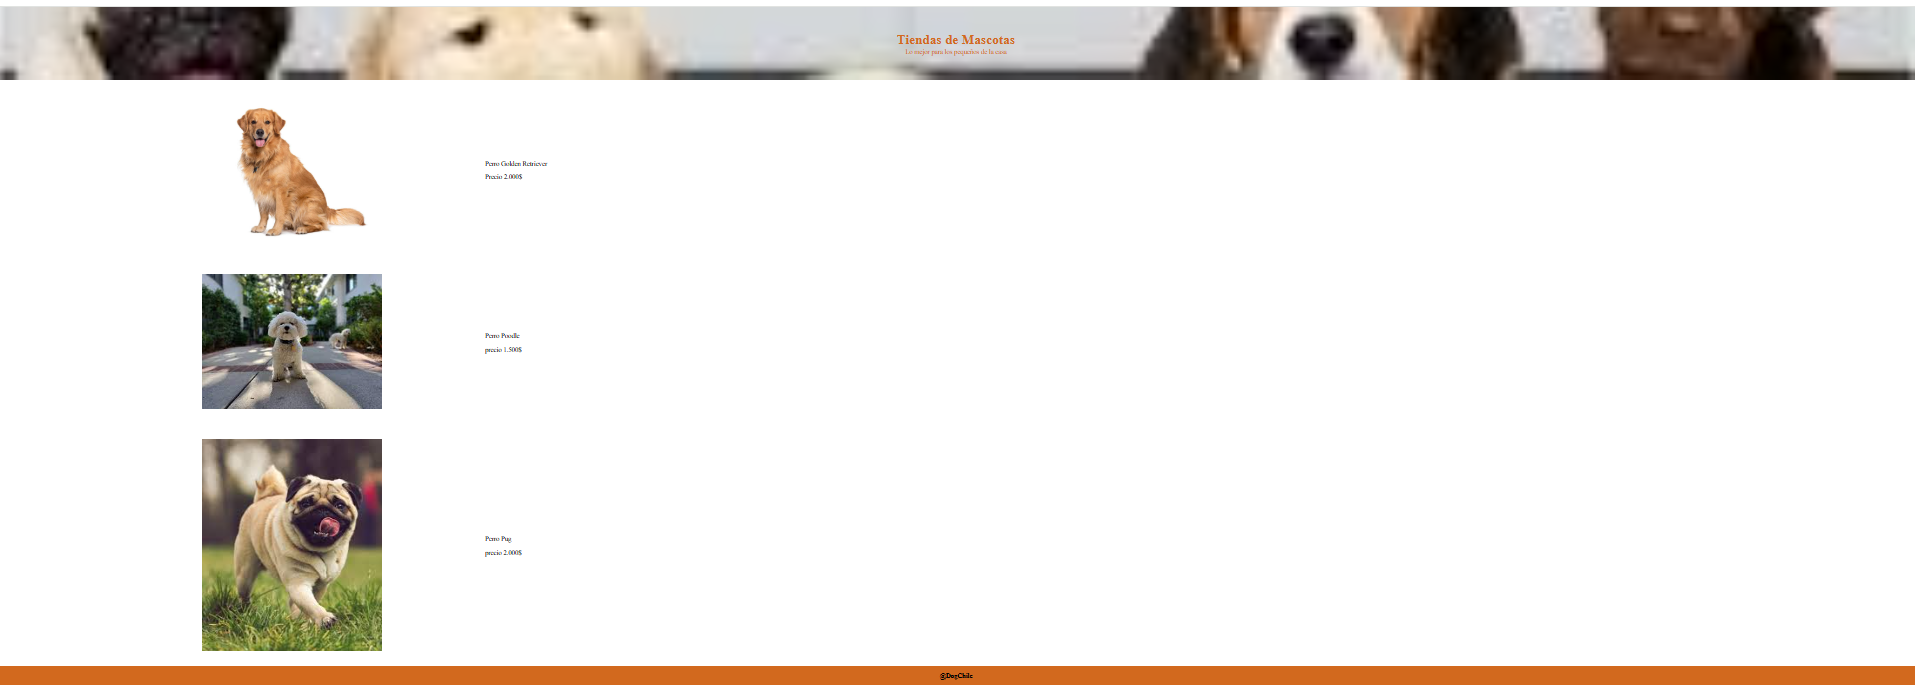 Tiendas de Mascotas
Lo mejor para los pequeños de la casa
Perro Golden Retriever
Precio 2.000$
Perro Poodle
precio 1.500$
Perro Pug
precio 2.000$
@DogChile